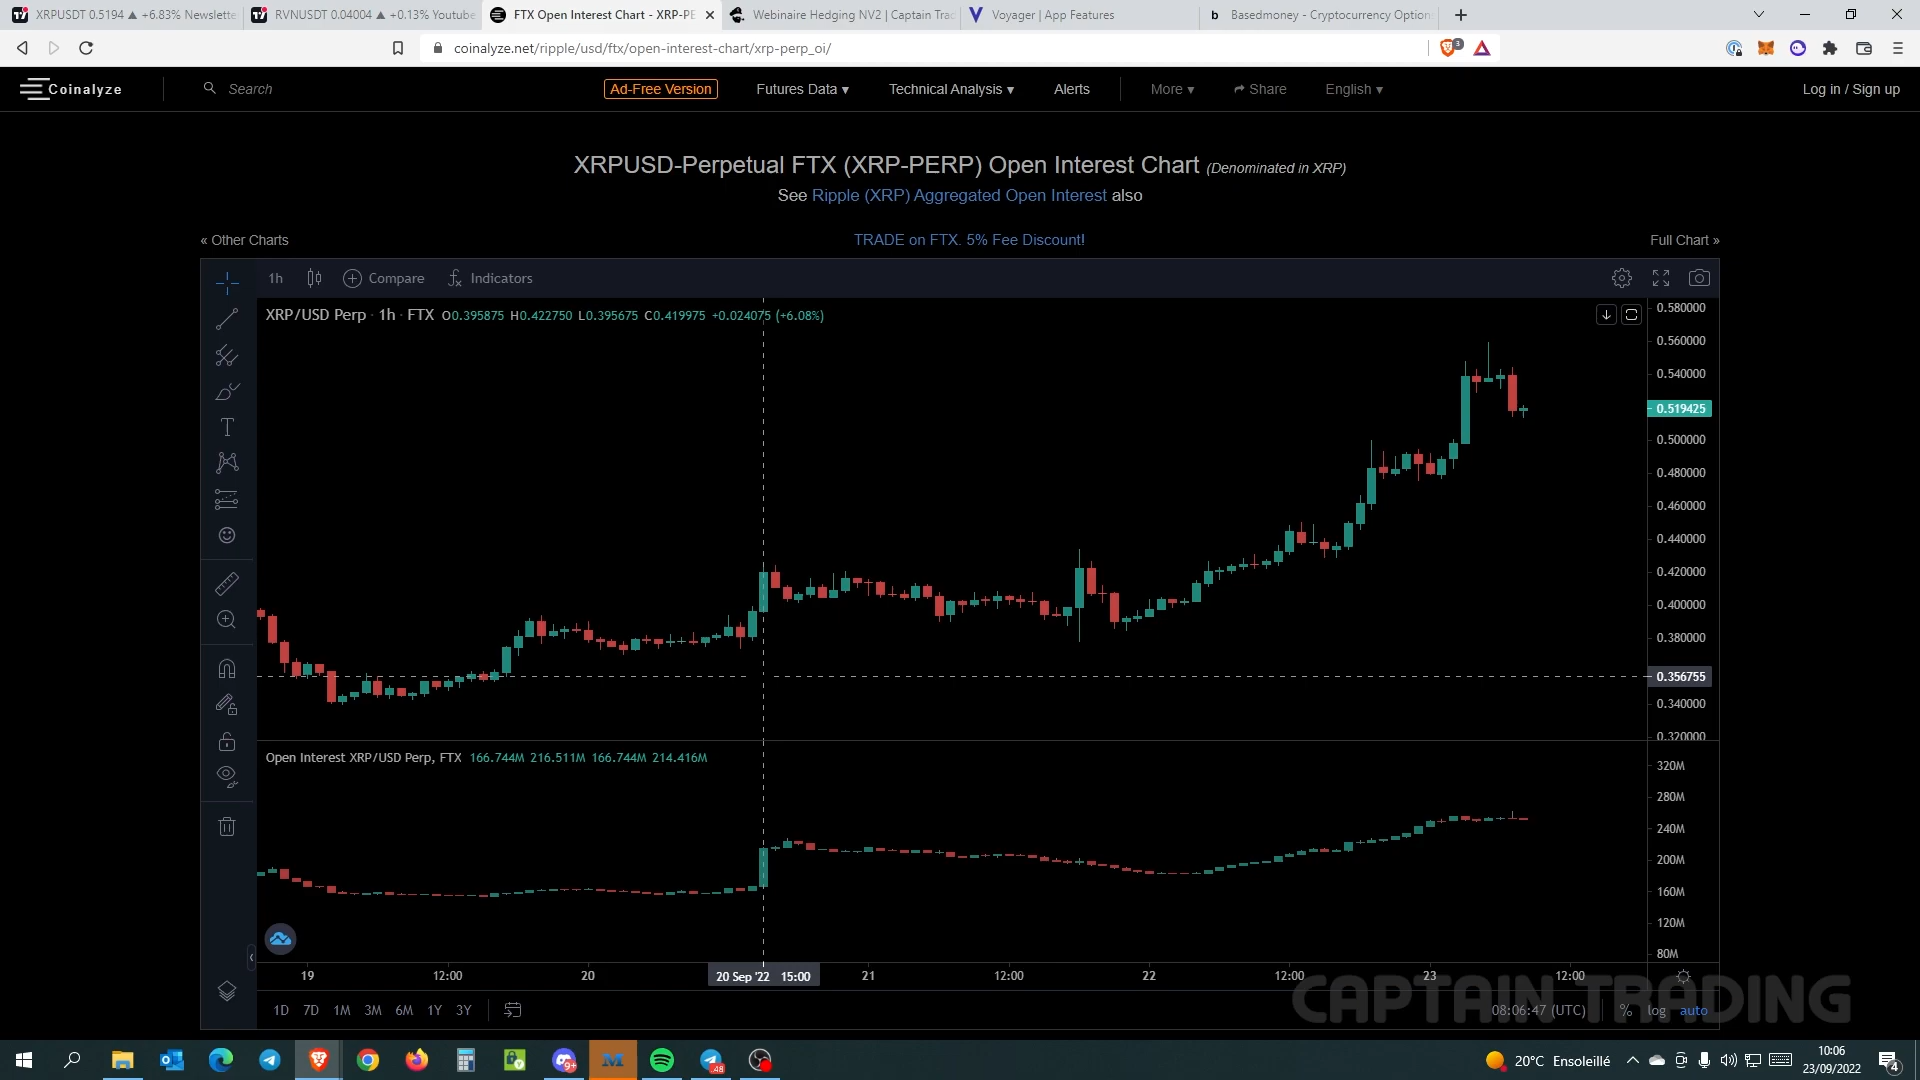 XRPUSDT 0.5194 ▲ +6.83% Newslette
RVNUSDT 0.04004 ▲ +0.13% Youtube
FTX Open Interest Chart - XRP-PE
Webinaire Hedging NV2 | Captain Trad
Voyager | App Features
Basedmoney - Cryptocurrency Option
coinalyze.net/ripple/usd/ftx/open-interest-chart/xrp-perp_oi/
3
Coinalyze
Search
Ad-Free Version
Futures Data ▾
Technical Analysis ▾
Alerts
More ▾
Share
English ▾
Log in / Sign up
XRPUSD-Perpetual FTX (XRP-PERP) Open Interest Chart (Denominated in XRP)
See Ripple (XRP) Aggregated Open Interest also
« Other Charts
TRADE on FTX. 5% Fee Discount!
Full Chart »
1h
Compare
Indicators
XRP/USD Perp · 1h · FTX O0.395875 H0.422750 L0.395675 C0.419975 +0.024075 (+6.08%)
0.580000
0.560000
0.540000
0.519425
0.500000
0.480000
0.460000
0.440000
0.420000
0.400000
0.380000
0.356755
0.340000
0.320000
Open Interest XRP/USD Perp, FTX 166.744M 216.511M 166.744M 214.416M
320M
280M
240M
200M
160M
120M
80M
19
12:00
20
20 Sep '22 15:00
21
12:00
22
12:00
23
12:00
CAPTAIN TRADING
1D 7D 1M 3M 6M 1Y 3Y
08:06:47 (UTC)
% log auto
9+
M
48
20°C Ensoleillé
10:06
23/09/2022
4